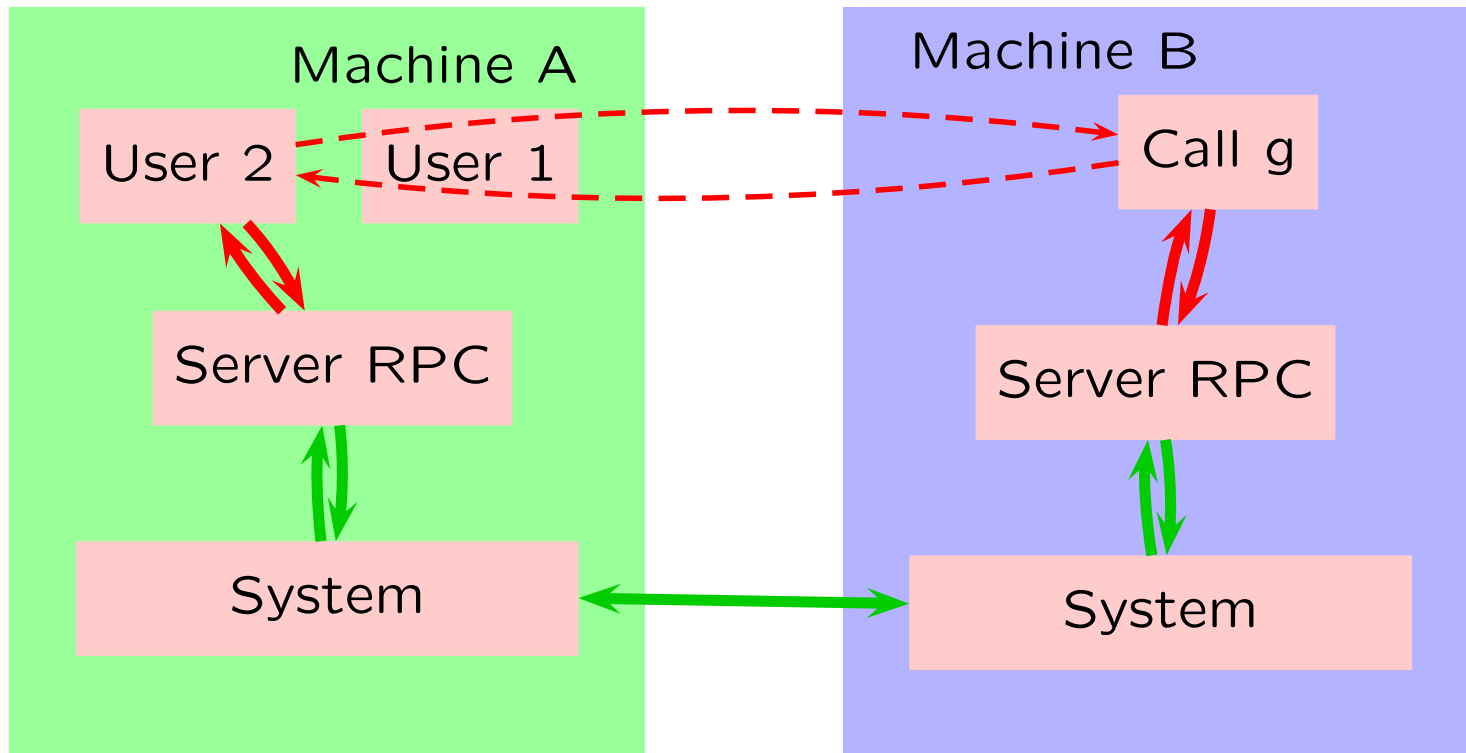 Machine A
User 2
User 1
Server RPC
System
Machine B
Call g
Server RPC
System